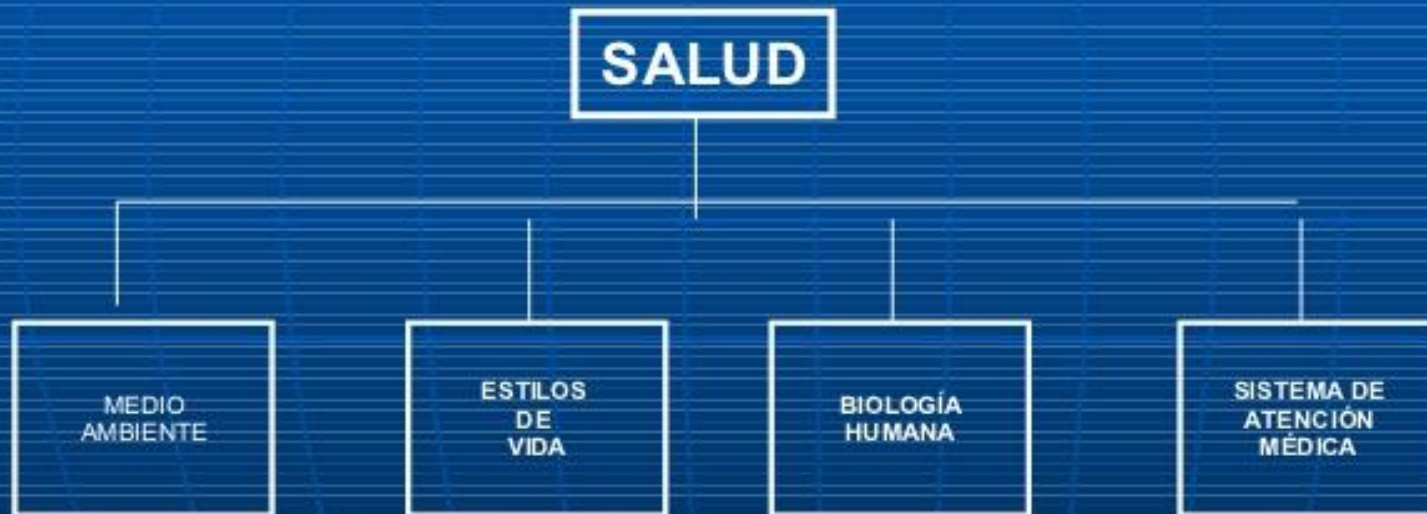 SALUD
MEDIO
AMBIENTE
ESTILOS
DE
VIDA
BIOLOGÍA
HUMANA
SISTEMA DE
ATENCIÓN
MÉDICA